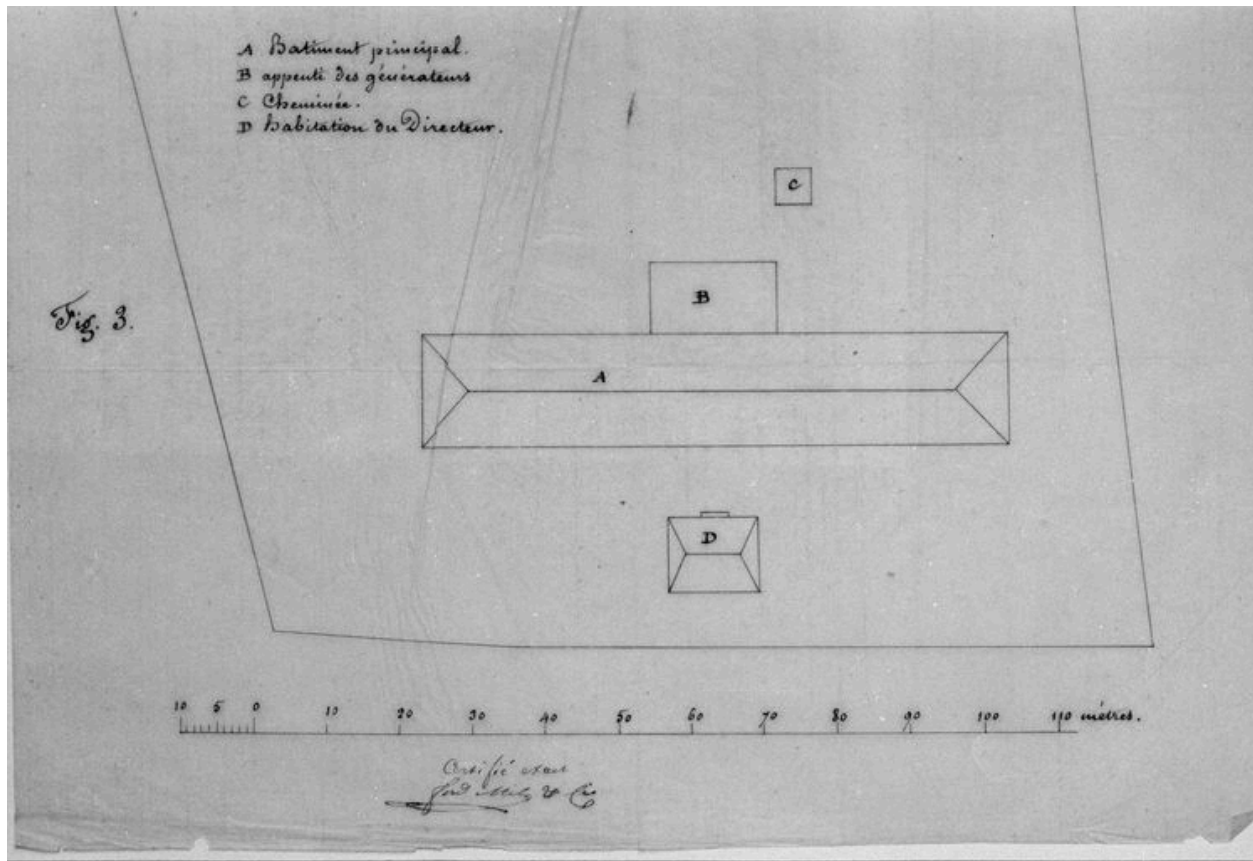 A Batiment principal.
B appenti des générateurs
C Cheminée.
D habitation du Directeur.
C
Fig. 3.
B
A
D
10 5 0 10 20 30 40 50 60 70 80 90 100 110 mètres.
Certifié exact
& Cie